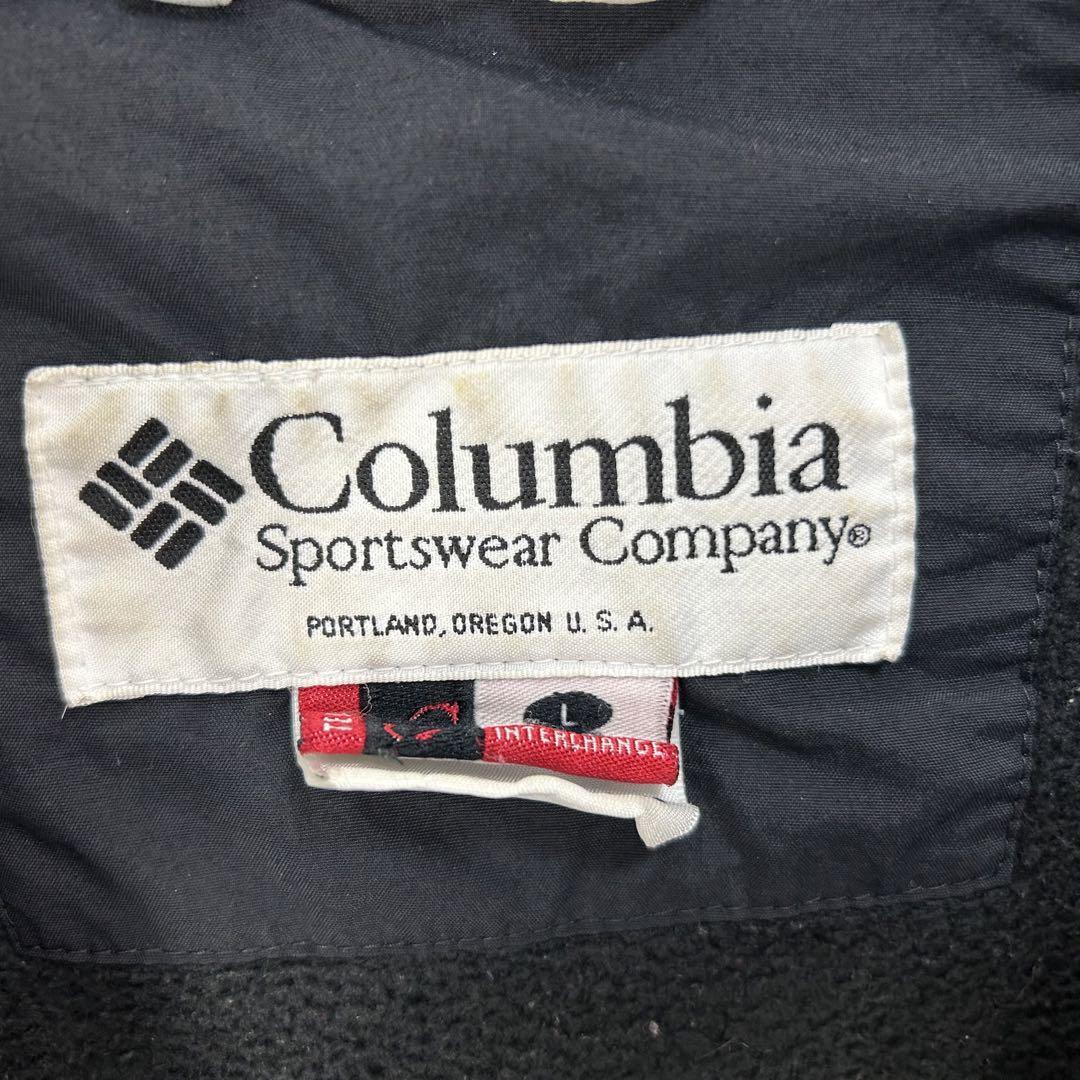 Columbia
Sportswear Company®
PORTLAND, OREGON U. S. A.
L
INTERCHANGE